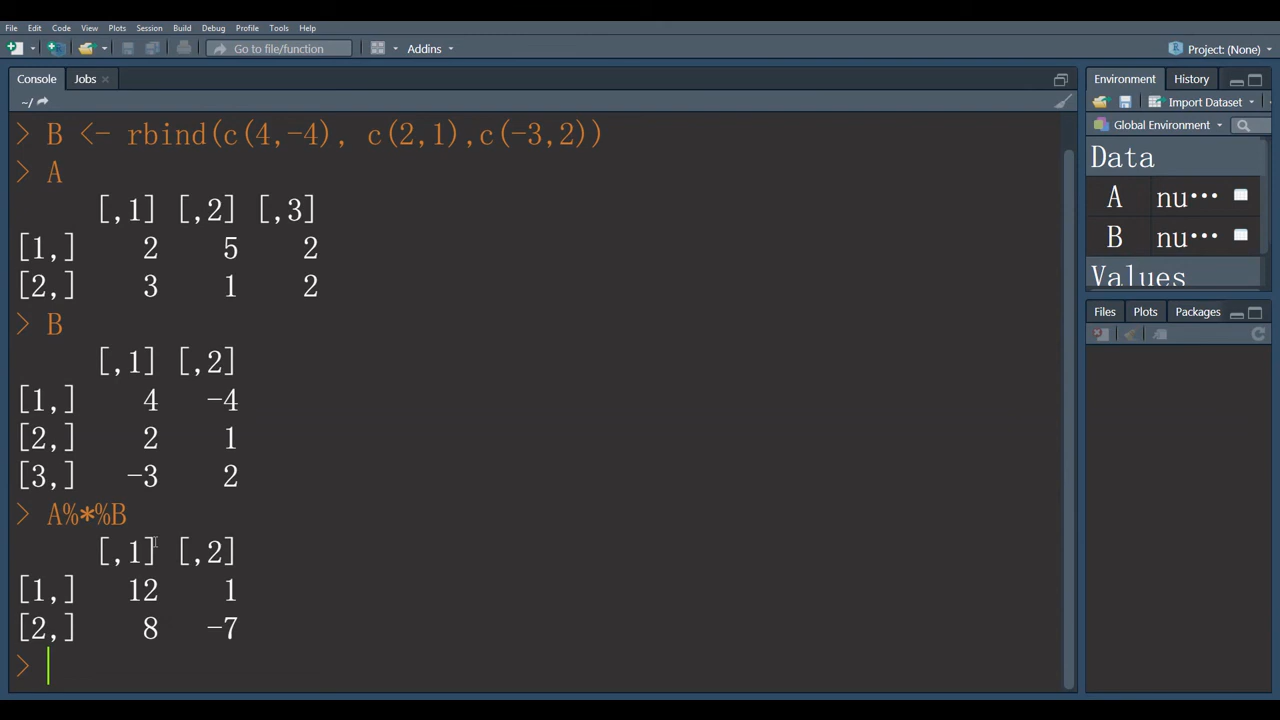 File Edit Code View Plots Session Build Debug Profile Tools Help
Go to file/function Addins Project: (None)
Console Jobs
~/
> B <- rbind(c(4,-4), c(2,1),c(-3,2))
> A
[,1] [,2] [,3]
[1,] 2 5 2
[2,] 3 1 2
> B
[,1] [,2]
[1,] 4 -4
[2,] 2 1
[3,] -3 2
> A%*%B
[,1] [,2]
[1,] 12 1
[2,] 8 -7
>
Environment History
Import Dataset
Global Environment
Data
A nu...
B nu...
Values
Files Plots Packages